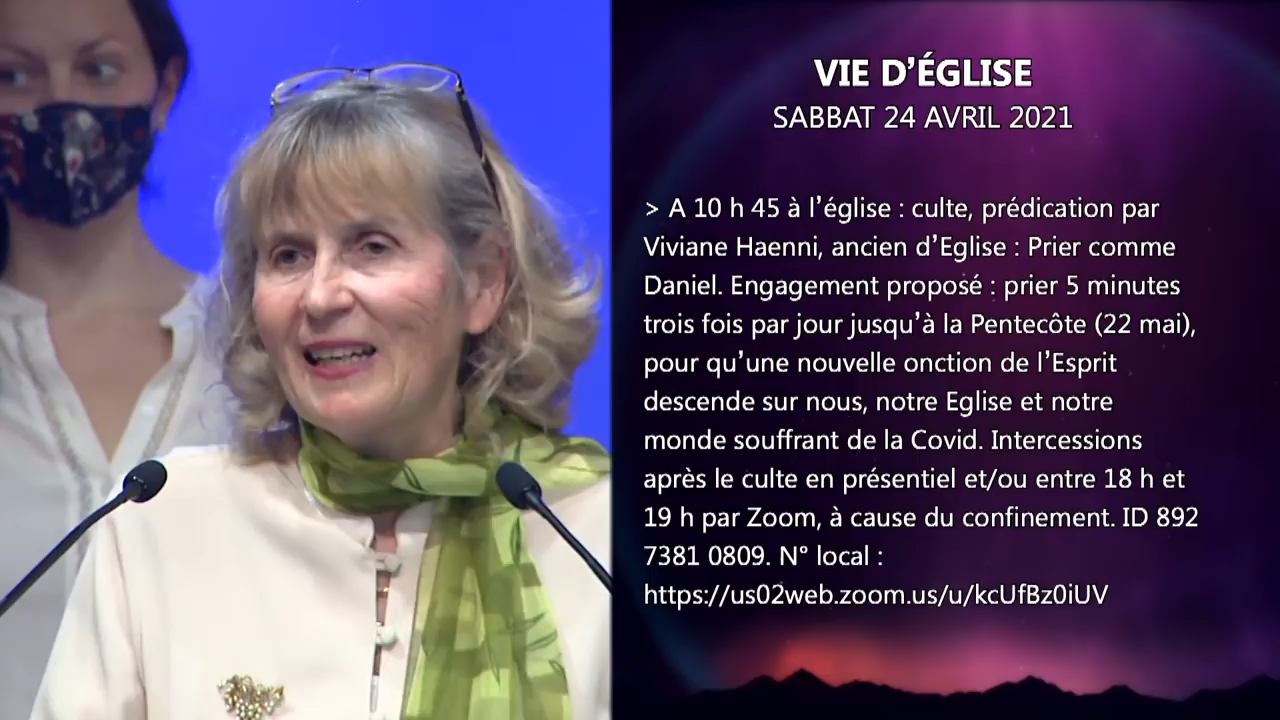 VIE D’ÉGLISE
SABBAT 24 AVRIL 2021
> A 10 h 45 à l’église : culte, prédication par
Viviane Haenni, ancien d’Eglise : Prier comme
Daniel. Engagement proposé : prier 5 minutes
trois fois par jour jusqu’à la Pentecôte (22 mai),
pour qu’une nouvelle onction de l’Esprit
descende sur nous, notre Eglise et notre
monde souffrant de la Covid. Intercessions
après le culte en présentiel et/ou entre 18 h et
19 h par Zoom, à cause du confinement. ID 892
7381 0809. N° local :
https://us02web.zoom.us/u/kcUfBz0iUV